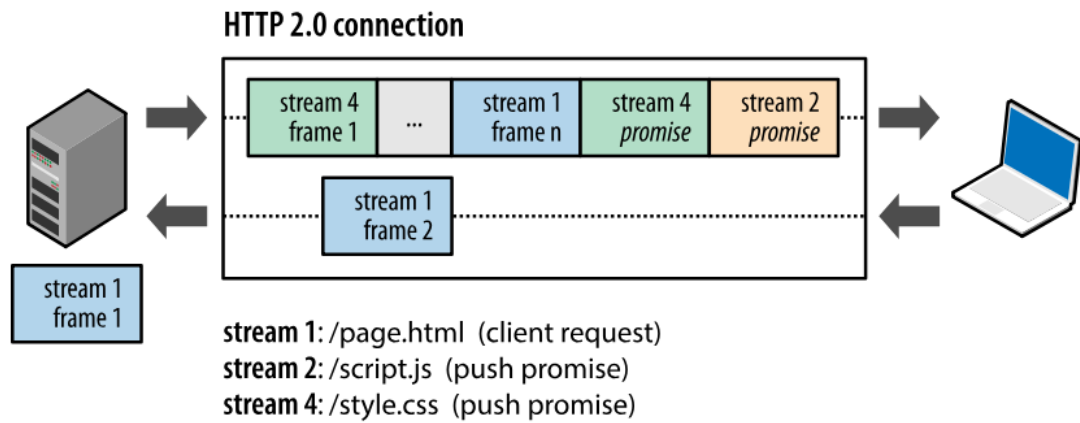 HTTP 2.0 connection
stream 4
frame 1
...
stream 1
frame n
stream 4
promise
stream 2
promise
stream 1
frame 2
stream 1
frame 1
stream 1: /page.html (client request)
stream 2: /script.js (push promise)
stream 4: /style.css (push promise)